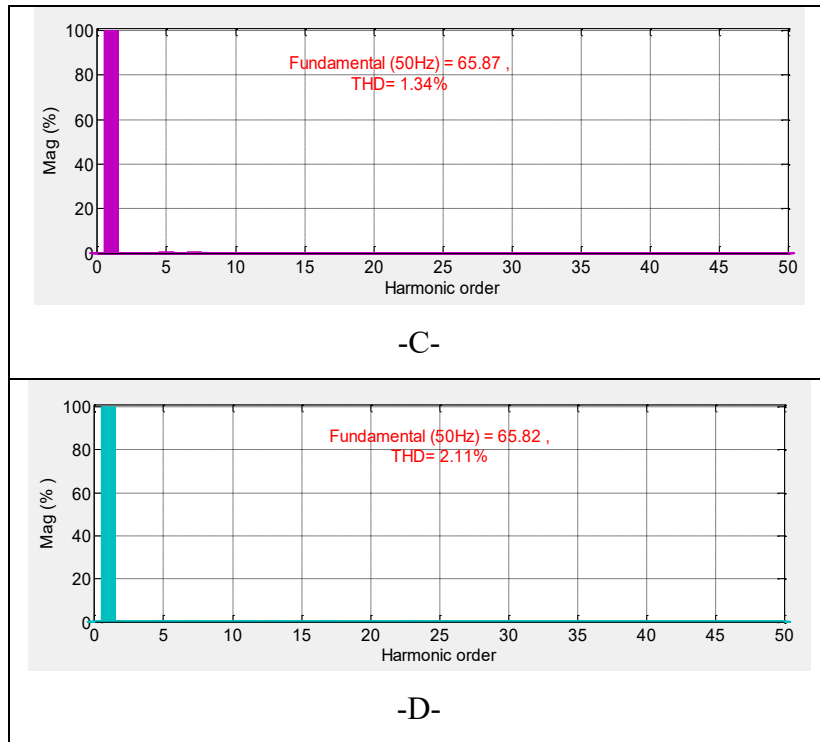 Fundamental (50Hz) = 65.87 ,
THD= 1.34%
Mag (%)
100
80
60
40
20
0
0 5 10 15 20 25 30 35 40 45 50
Harmonic order
-C-
Fundamental (50Hz) = 65.82 ,
THD= 2.11%
Mag (% )
100
80
60
40
20
0
0 5 10 15 20 25 30 35 40 45 50
Harmonic order
-D-